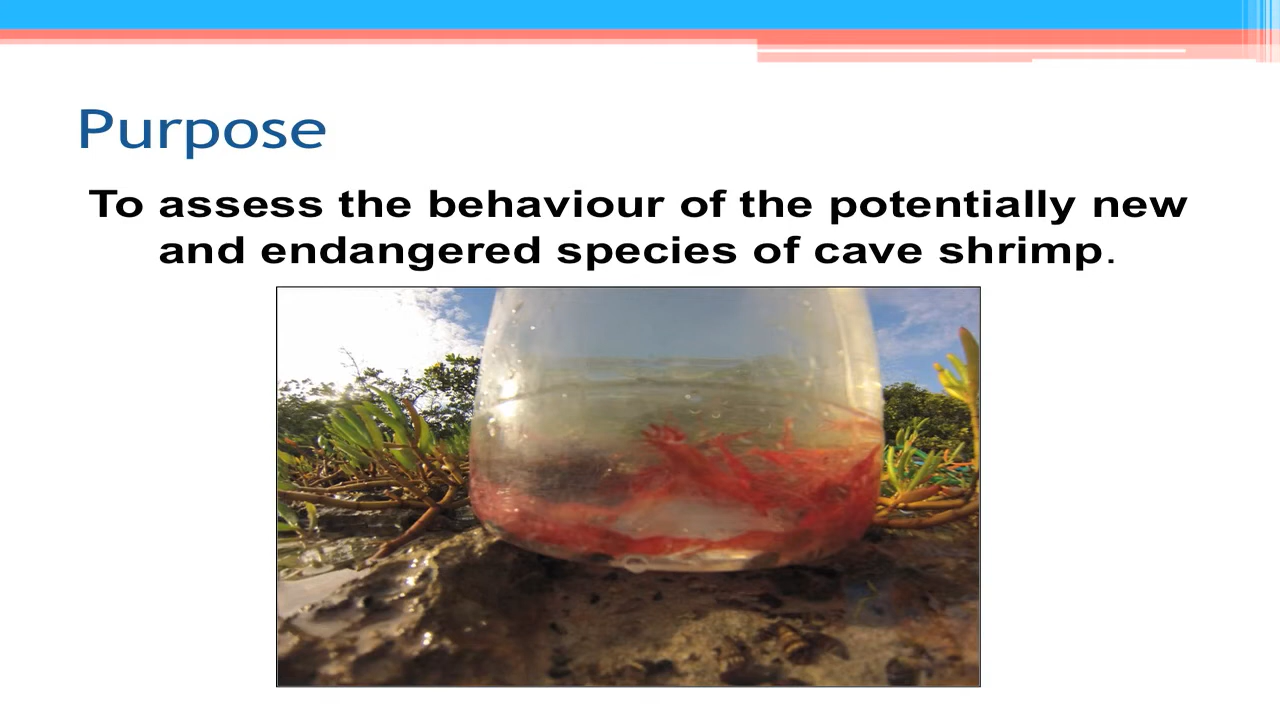 Purpose
To assess the behaviour of the potentially new
and endangered species of cave shrimp.